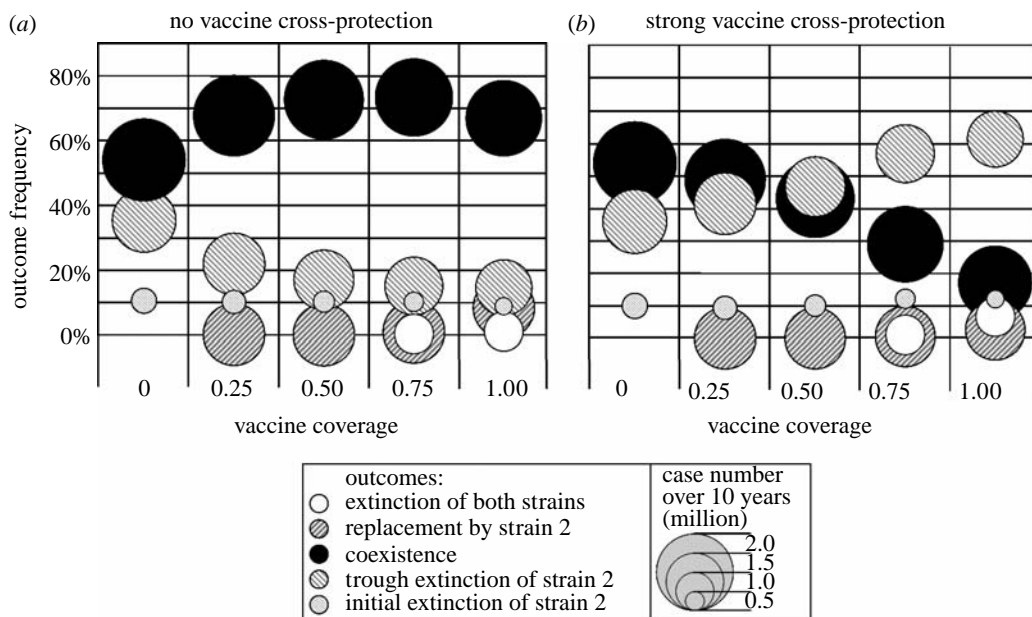 (a) no vaccine cross-protection
(b) strong vaccine cross-protection
outcome frequency
80%
60%
40%
20%
0%
0 0.25 0.50 0.75 1.00
vaccine coverage
0 0.25 0.50 0.75 1.00
vaccine coverage
outcomes:
extinction of both strains
replacement by strain 2
coexistence
trough extinction of strain 2
initial extinction of strain 2
case number
over 10 years
(million)
2.0
1.5
1.0
0.5